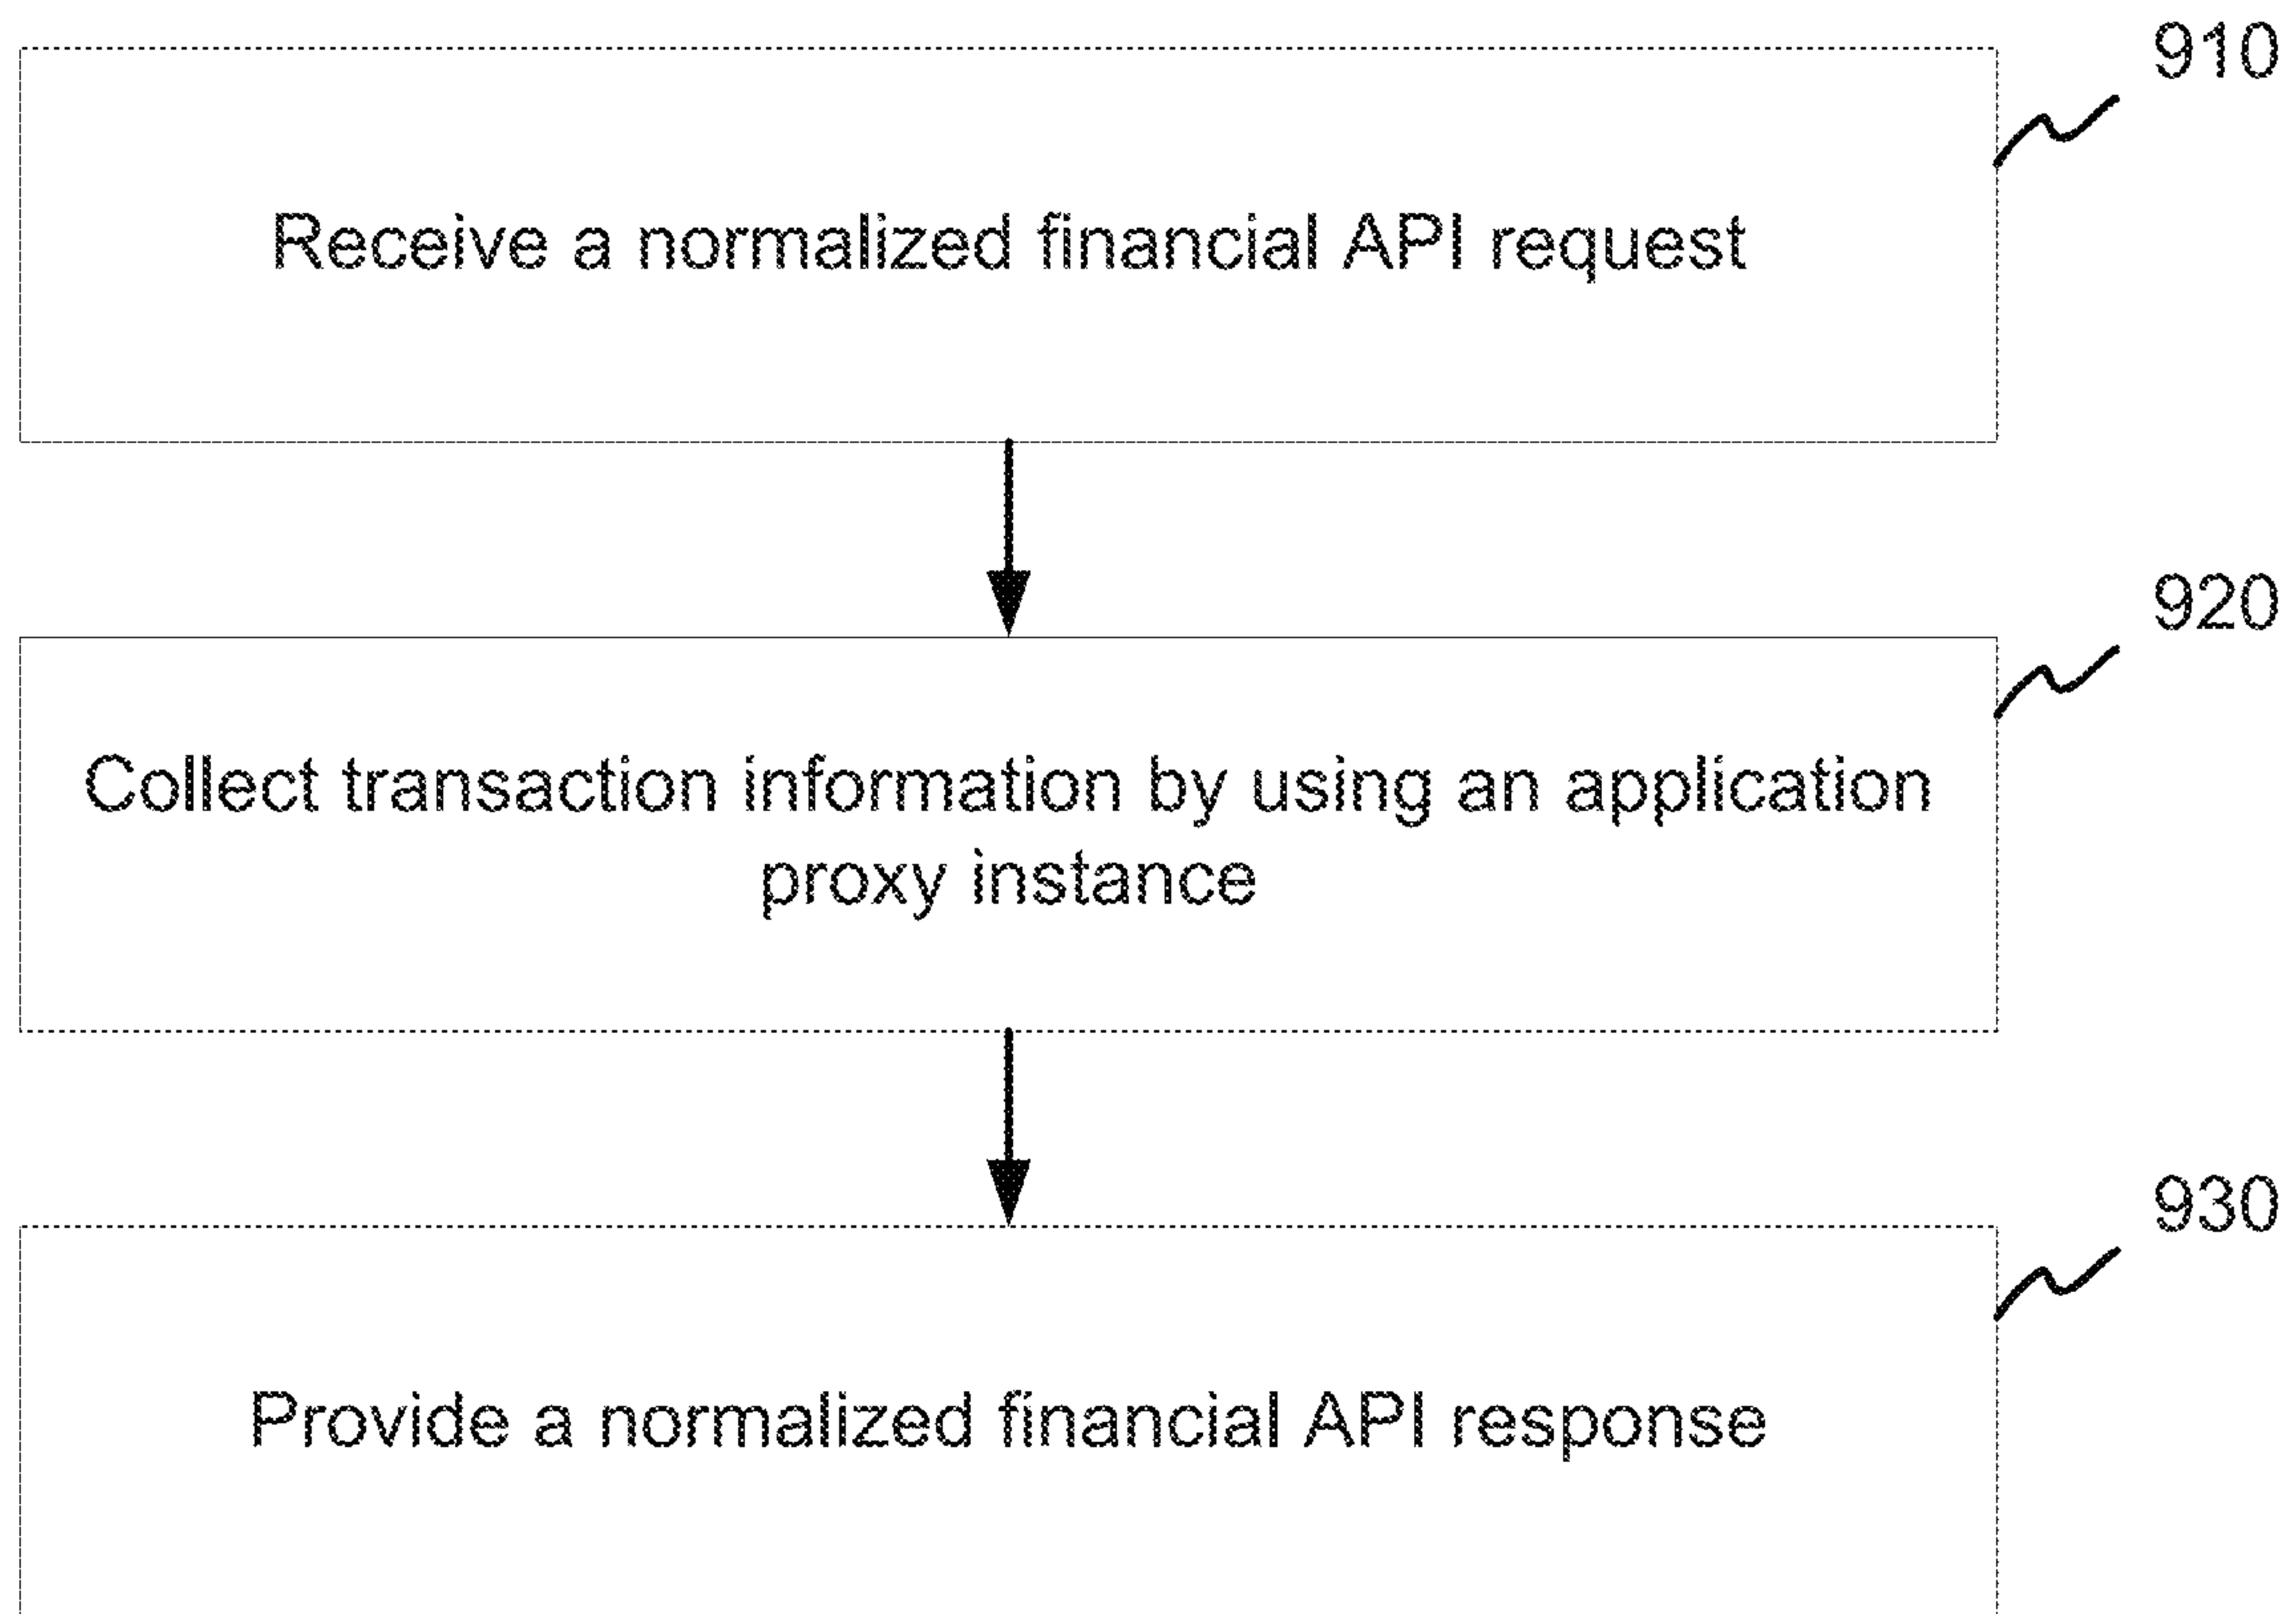 910
Receive a normalized financial API request
920
Collect transaction information by using an application
proxy instance
930
Provide a normalized financial API response